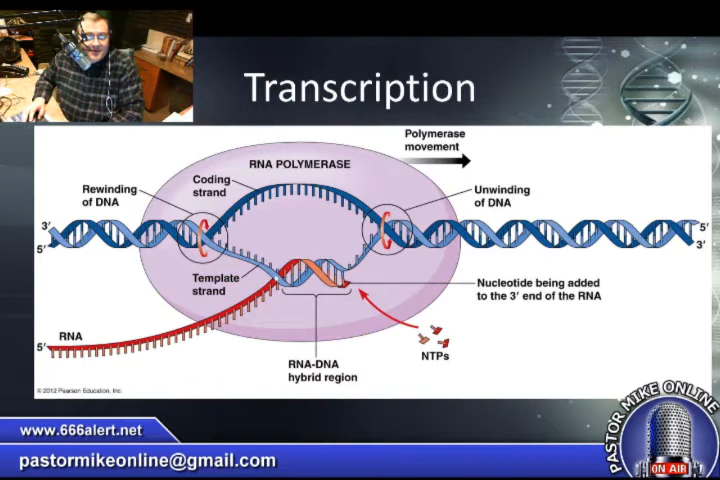 Transcription
Polymerase
movement
RNA POLYMERASE
Coding
strand
Rewinding
of DNA
Unwinding
of DNA
3′
5′
5′
3′
Template
strand
Nucleotide being added
to the 3′ end of the RNA
RNA
5′
NTPs
RNA-DNA
hybrid region
© 2012 Pearson Education, Inc.
www.666alert.net
pastormikeonline@gmail.com
PASTOR MIKE ONLINE
ON AIR